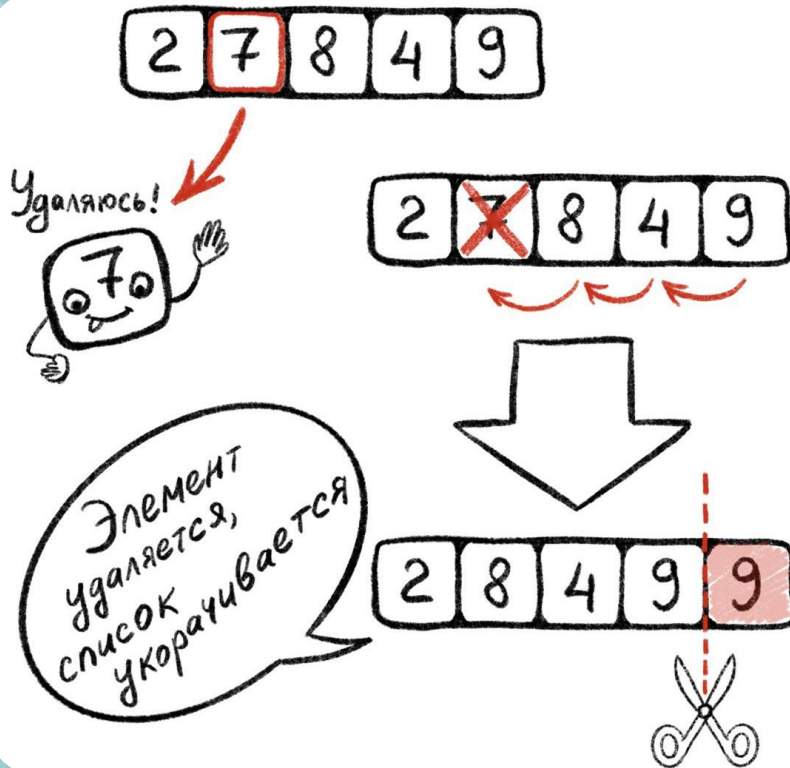 2 7 8 4 9
Удаляюсь!
7
2 7 8 4 9
Элемент
удаляется,
список
укорачивается
2 8 4 9 9